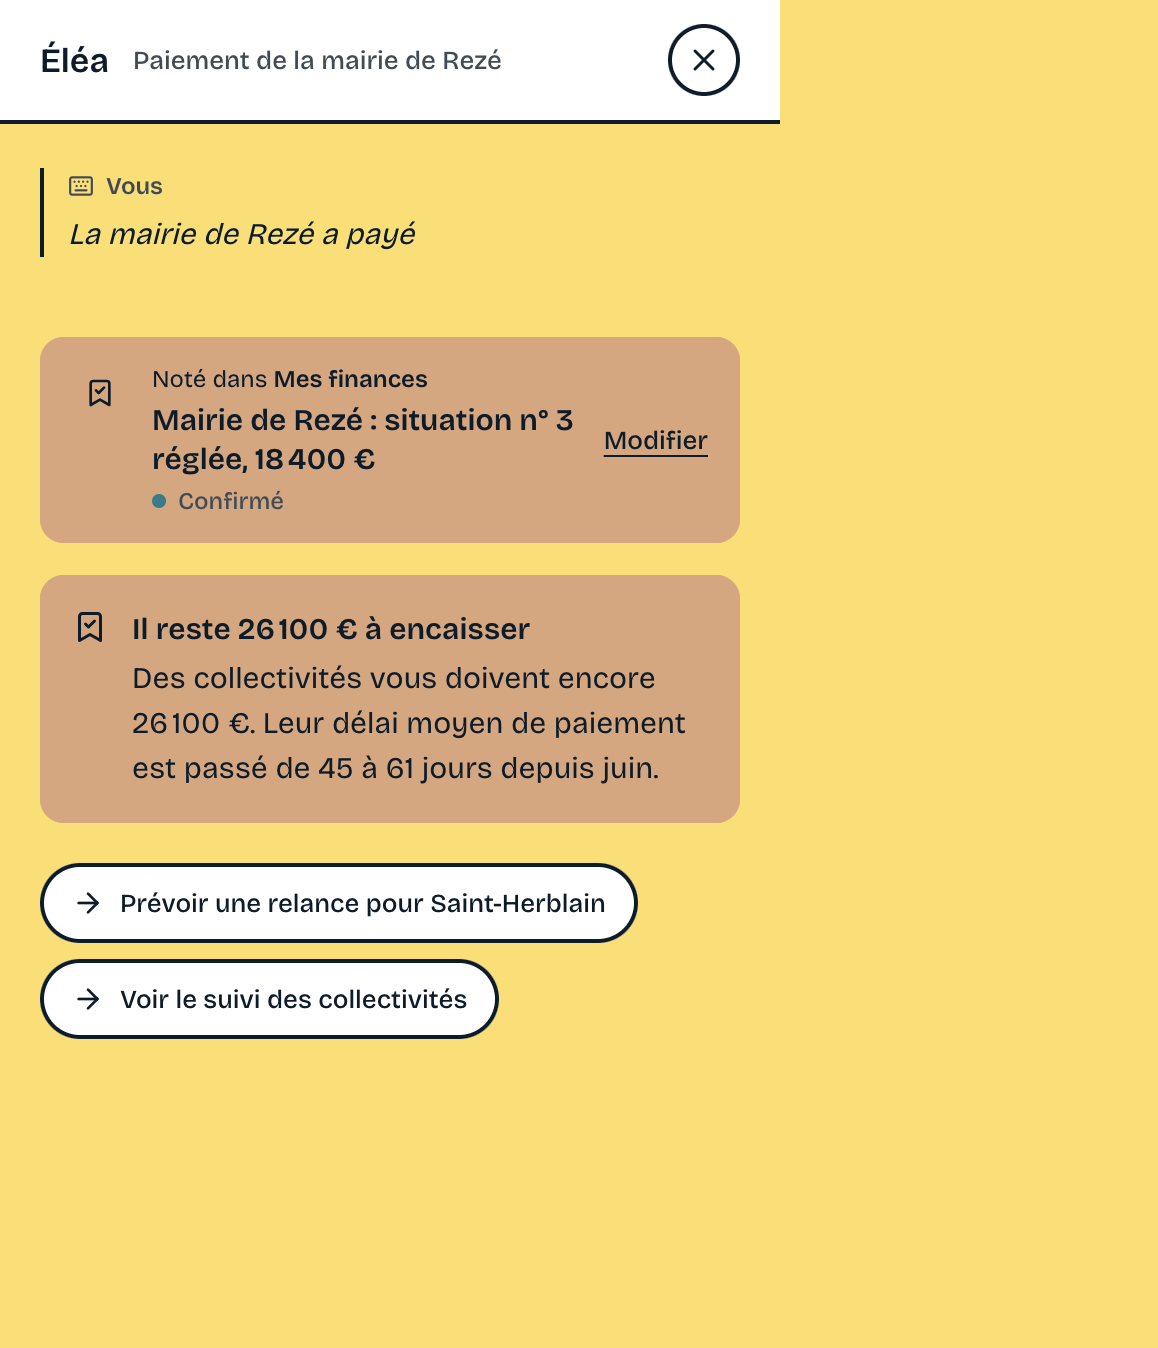 Éléa Paiement de la mairie de Rezé
Vous
La mairie de Rezé a payé
Noté dans Mes finances
Mairie de Rezé : situation n° 3
réglée, 18 400 €
Modifier
Confirmé
Il reste 26 100 € à encaisser
Des collectivités vous doivent encore
26 100 €. Leur délai moyen de paiement
est passé de 45 à 61 jours depuis juin.
Prévoir une relance pour Saint-Herblain
Voir le suivi des collectivités